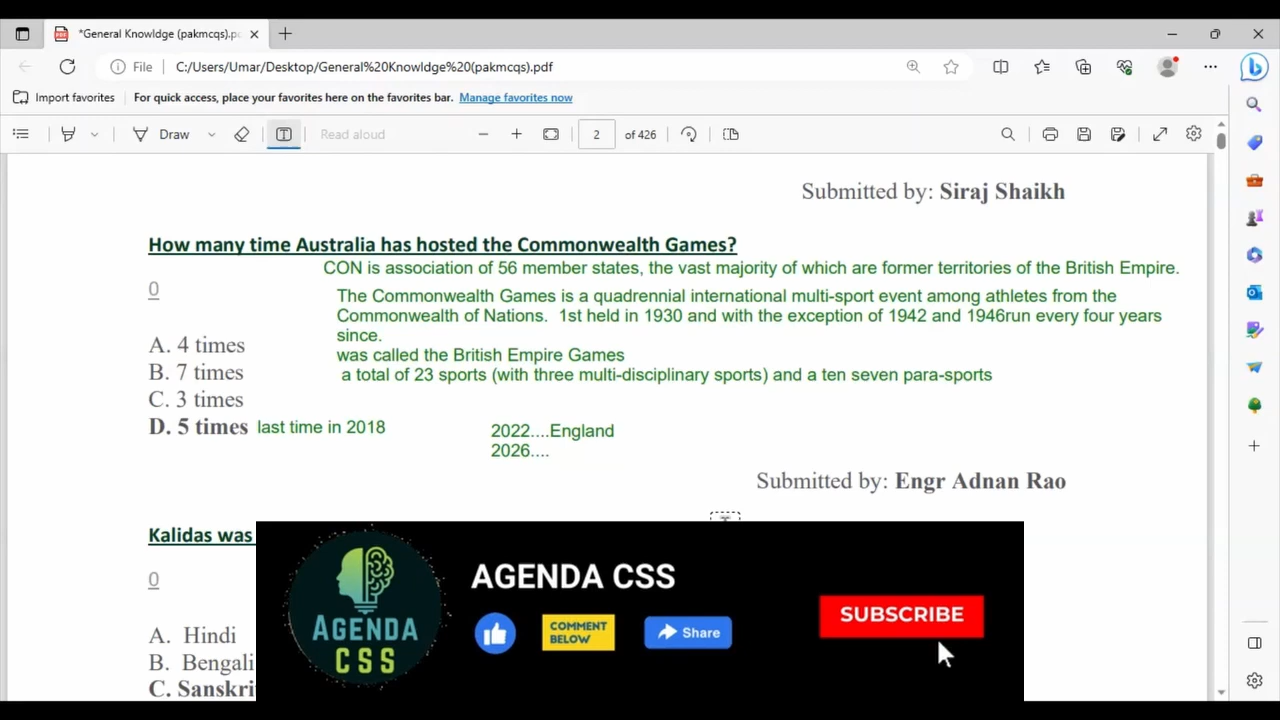 *General Knowldge (pakmcqs).pd
File C:/Users/Umar/Desktop/General%20Knowldge%20(pakmcqs).pdf
Import favorites For quick access, place your favorites here on the favorites bar. Manage favorites now
Draw Read aloud 2 of 426
Submitted by: Siraj Shaikh
How many time Australia has hosted the Commonwealth Games?
CON is association of 56 member states, the vast majority of which are former territories of the British Empire.
0
The Commonwealth Games is a quadrennial international multi-sport event among athletes from the
Commonwealth of Nations. 1st held in 1930 and with the exception of 1942 and 1946run every four years
since.
A. 4 times
was called the British Empire Games
B. 7 times
a total of 23 sports (with three multi-disciplinary sports) and a ten seven para-sports
C. 3 times
D. 5 times last time in 2018
2022....England
2026....
Submitted by: Engr Adnan Rao
Kalidas was
0
A. Hindi
B. Bengali
C. Sanskri
AGENDA CSS
AGENDA
CSS
COMMENT
BELOW
Share
SUBSCRIBE